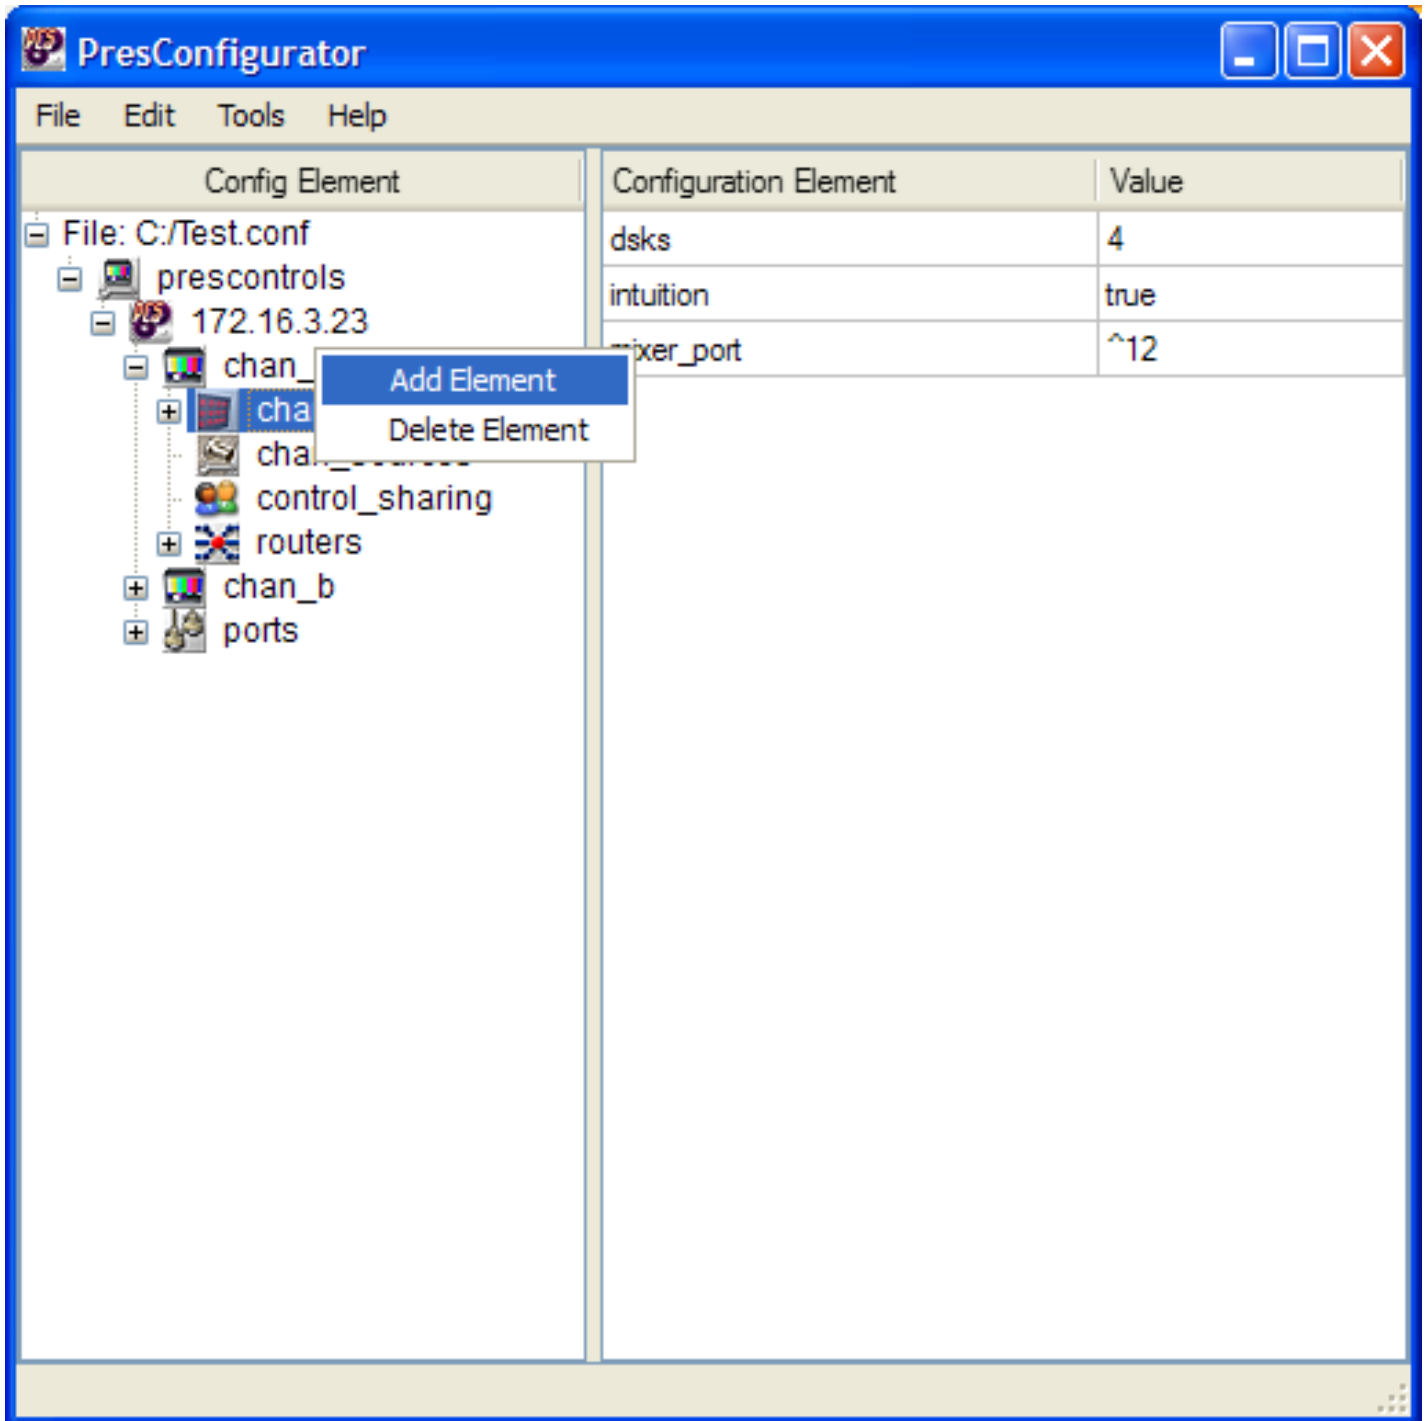 PresConfigurator
File Edit Tools Help
Config Element
Configuration Element Value
File: C:/Test.conf
prescontrols
172.16.3.23
chan_
cha
control_sharing
routers
chan_b
ports
Add Element
Delete Element
dsks 4
intuition true
mixer_port ^12